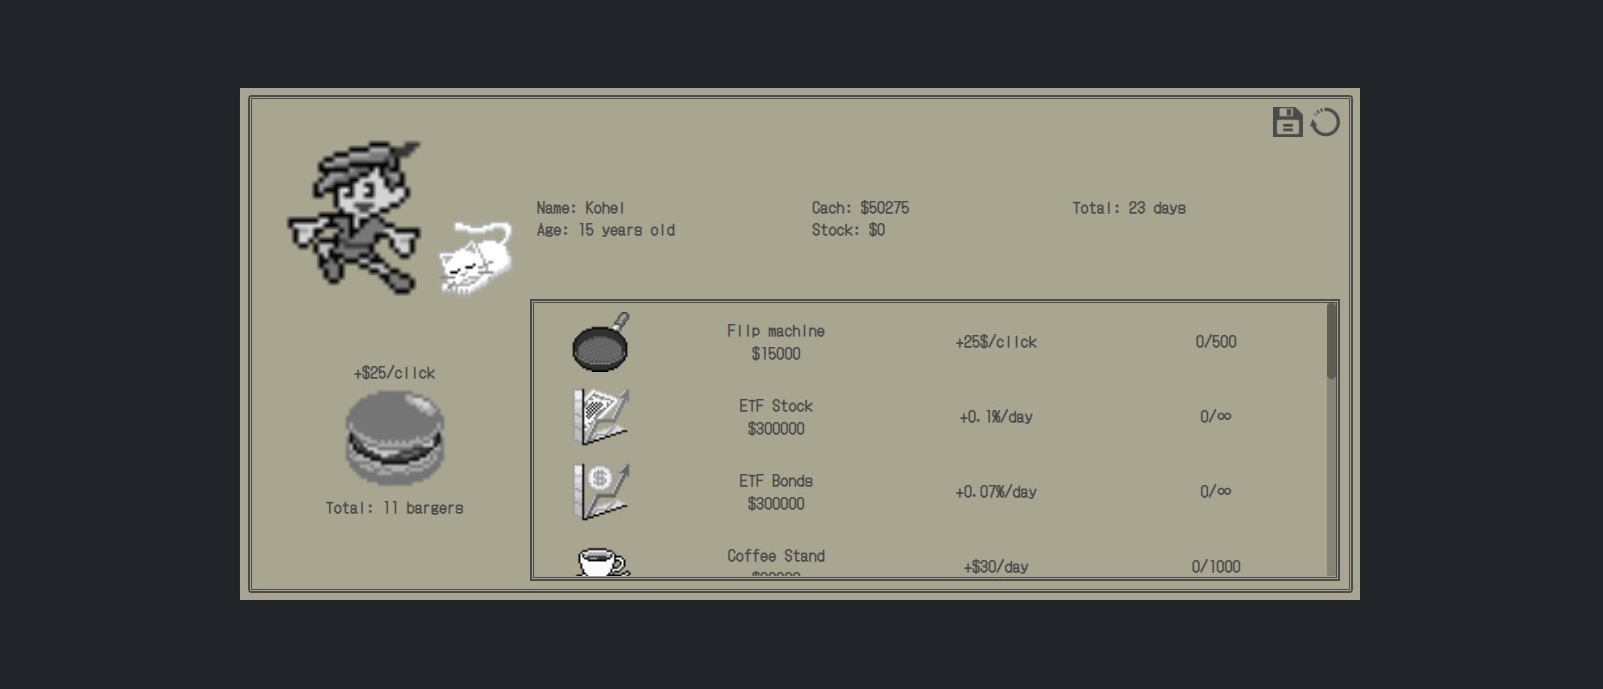 Name: Kohel
Age: 15 years old
Cach: $50275
Stock: $0
Total: 23 days
+$25/click
Total: 11 bargers
Flip machine
$15000
+25$/click
0/500
ETF Stock
$300000
+0.1%/day
0/∞
ETF Bonds
$300000
+0.07%/day
0/∞
Coffee Stand
+$30/day
0/1000